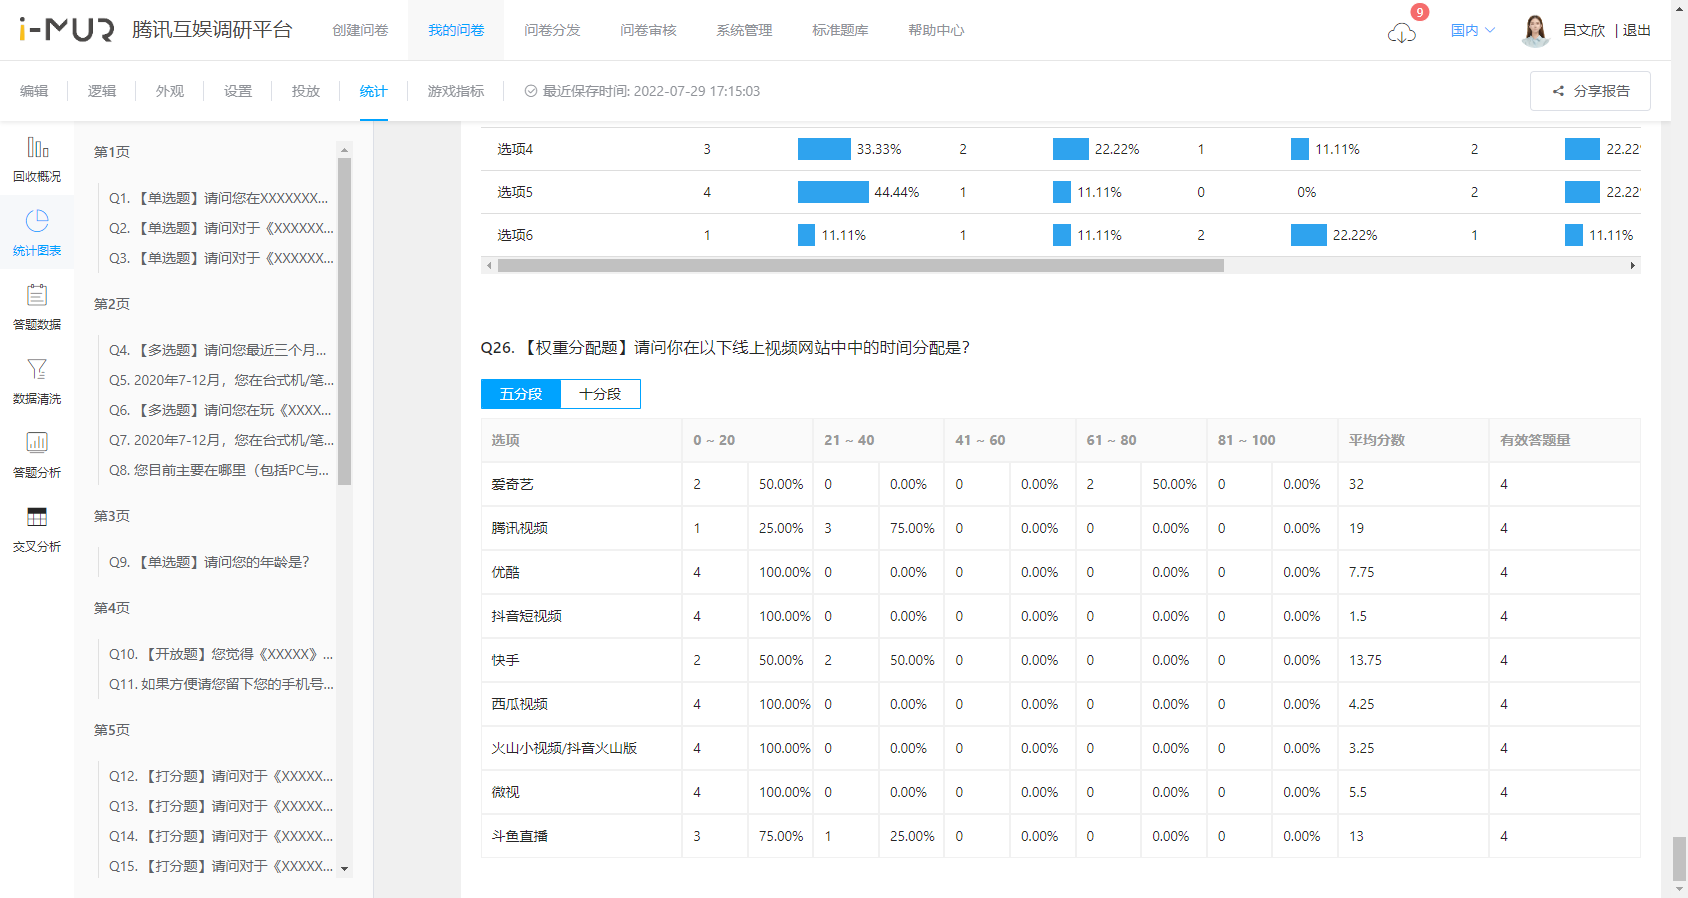 i-MUR 腾讯互娱调研平台 创建问卷 我的问卷 问卷分发 问卷审核 系统管理 标准题库 帮助中心 9 国内 吕文欣 | 退出
编辑 逻辑 外观 设置 投放 统计 游戏指标 最近保存时间: 2022-07-29 17:15:03 分享报告
回收概况
统计图表
答题数据
数据清洗
答题分析
交叉分析
第1页
Q1. 【单选题】请问您在XXXXXXX...
Q2. 【单选题】请问对于《XXXXXX...
Q3. 【单选题】请问对于《XXXXXX...
第2页
Q4. 【多选题】请问您最近三个月...
Q5. 2020年7-12月，您在台式机/笔...
Q6. 【多选题】请问您在玩《XXXX...
Q7. 2020年7-12月，您在台式机/笔...
Q8. 您目前主要在哪里（包括PC与...
第3页
Q9. 【单选题】请问您的年龄是?
第4页
Q10. 【开放题】您觉得《XXXXX》...
Q11. 如果方便请您留下您的手机号...
第5页
Q12. 【打分题】请问对于《XXXXX...
Q13. 【打分题】请问对于《XXXXX...
Q14. 【打分题】请问对于《XXXXX...
Q15. 【打分题】请问对于《XXXXX...
选项4 3 33.33% 2 22.22% 1 11.11% 2 22.22
选项5 4 44.44% 1 11.11% 0 0% 2 22.22
选项6 1 11.11% 1 11.11% 2 22.22% 1 11.11%
Q26. 【权重分配题】请问你在以下线上视频网站中中的时间分配是?
五分段 十分段
选项 0 ~ 20 21 ~ 40 41 ~ 60 61 ~ 80 81 ~ 100 平均分数 有效答题量
爱奇艺 2 50.00% 0 0.00% 0 0.00% 2 50.00% 0 0.00% 32 4
腾讯视频 1 25.00% 3 75.00% 0 0.00% 0 0.00% 0 0.00% 19 4
优酷 4 100.00% 0 0.00% 0 0.00% 0 0.00% 0 0.00% 7.75 4
抖音短视频 4 100.00% 0 0.00% 0 0.00% 0 0.00% 0 0.00% 1.5 4
快手 2 50.00% 2 50.00% 0 0.00% 0 0.00% 0 0.00% 13.75 4
西瓜视频 4 100.00% 0 0.00% 0 0.00% 0 0.00% 0 0.00% 4.25 4
火山小视频/抖音火山版 4 100.00% 0 0.00% 0 0.00% 0 0.00% 0 0.00% 3.25 4
微视 4 100.00% 0 0.00% 0 0.00% 0 0.00% 0 0.00% 5.5 4
斗鱼直播 3 75.00% 1 25.00% 0 0.00% 0 0.00% 0 0.00% 13 4